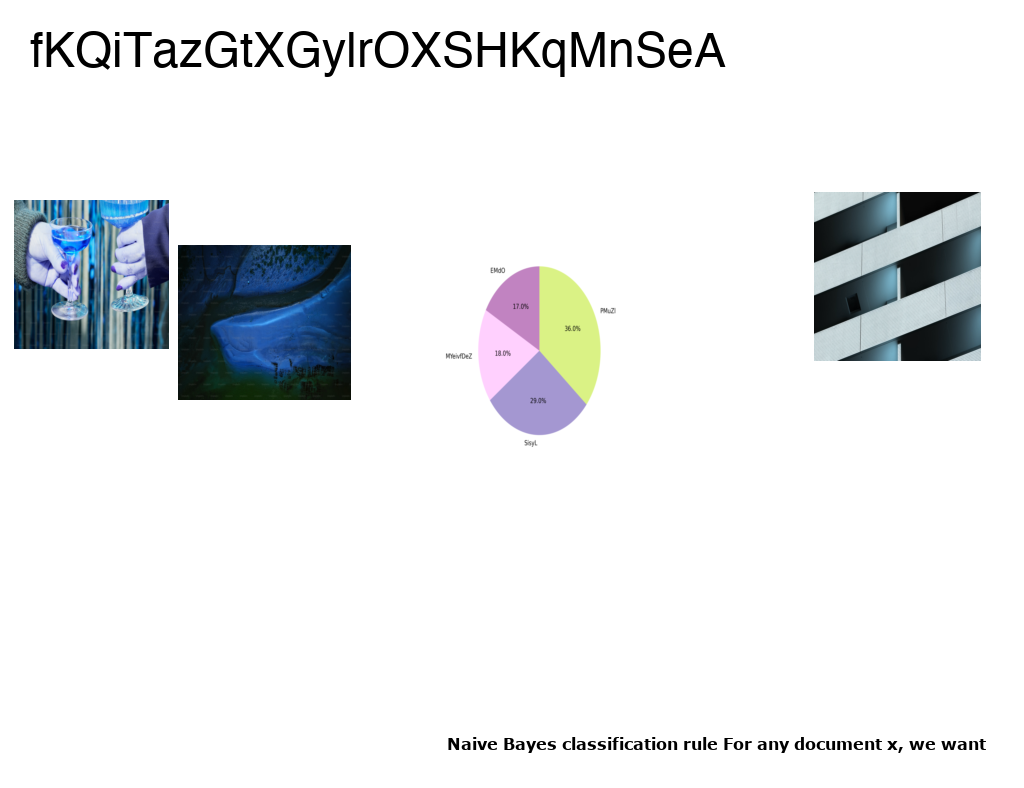 fKQiTazGtXGylrOXSHKqMnSeA
EMdO
17.0%
PMuZl
36.0%
MYeivfDeZ
18.0%
29.0%
SisyL
Naive Bayes classification rule For any document x, we want